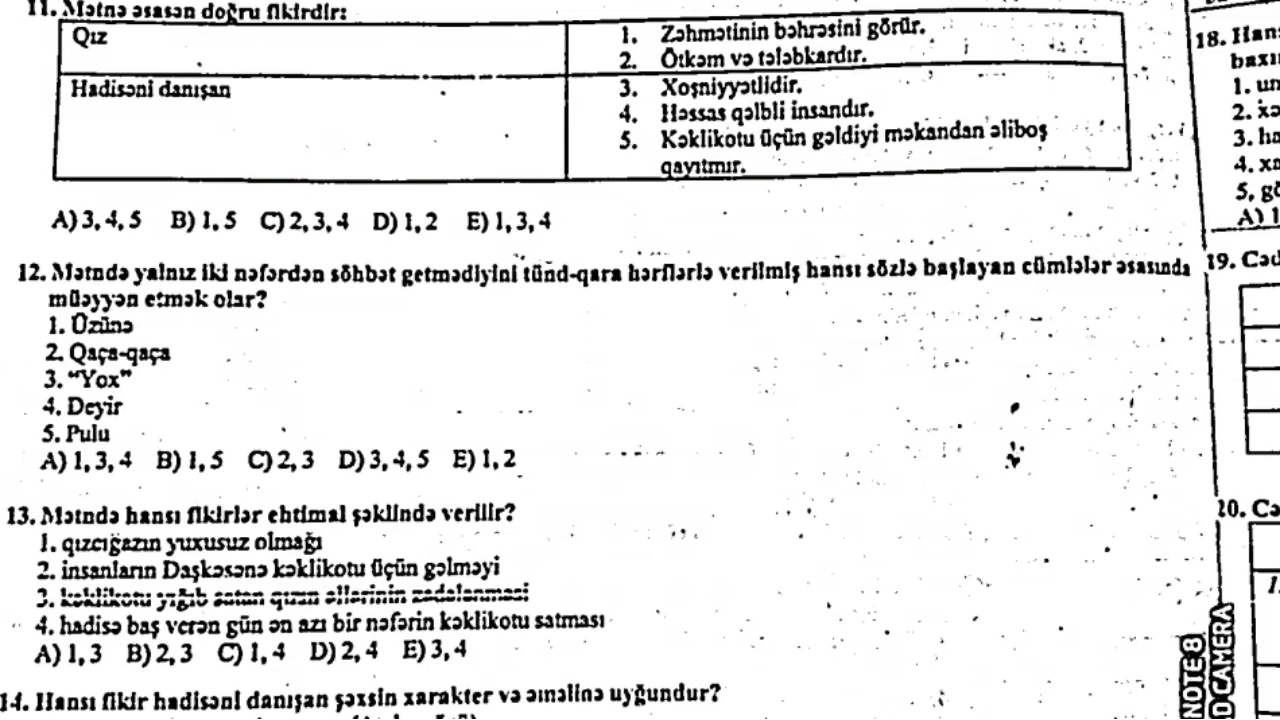 11. Mətnə əsasən doğru fikirdir:
Qız
1. Zəhmətinin bəhrəsini görür.
2. Ötkəm və tələbkardır.
Hadisəni danışan
3. Xoşniyyətlidir.
4. Həssas qəlbli insandır.
5. Kəklikotu üçün gəldiyi məkandan əliboş
qayıtmır.
A) 3, 4, 5 B) 1, 5 C) 2, 3, 4 D) 1, 2 E) 1, 3, 4
12. Mətndə yalnız iki nəfərdən söhbət getmədiyini tünd-qara hərflərlə verilmiş hansı sözlə başlayan cümlələr əsasında
müəyyən etmək olar?
1. Üzünə
2. Qaça-qaça
3. “Yox”
4. Deyir
5. Pulu
A) 1, 3, 4 B) 1, 5 C) 2, 3 D) 3, 4, 5 E) 1, 2
13. Mətndə hansı fikirlər ehtimal şəklində verilir?
1. qızcığazın yuxusuz olmağı
2. insanların Daşkəsənə kəklikotu üçün gəlməyi
3. kəklikotu yığıb satan qızın əllərinin zədələnməsi
4. hadisə baş verən gün ən azı bir nəfərin kəklikotu satması
A) 1, 3 B) 2, 3 C) 1, 4 D) 2, 4 E) 3, 4
14. Hansı fikir hadisəni danışan şəxsin xarakter və əməlinə uyğundur?
18.
1.
2.
3.
4.
5.
A) 1
19.
20.
NOTE 8
D CAMERA